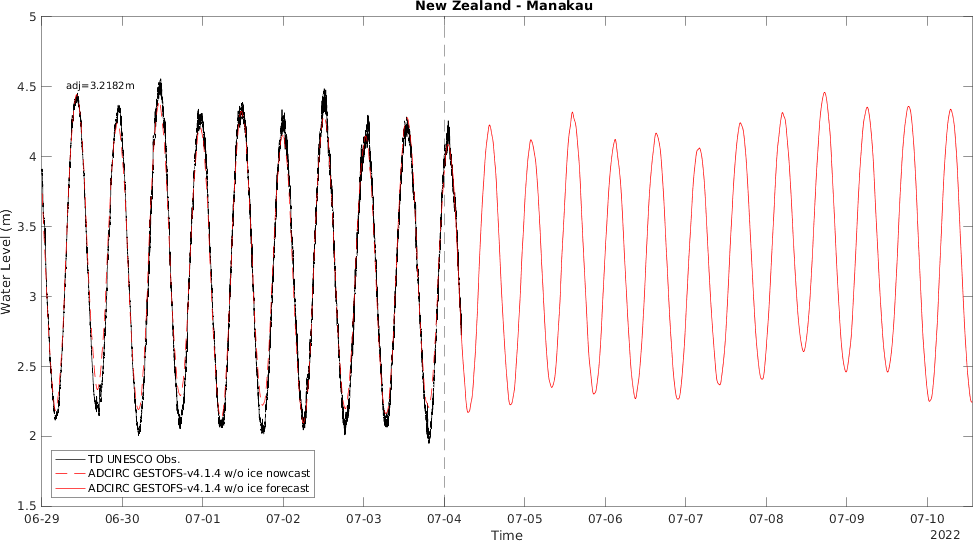 New Zealand - Manakau
5
4.5
4
3.5
3
2.5
2
1.5
Water Level (m)
adj=3.2182m
TD UNESCO Obs.
ADCIRC GESTOFS-v4.1.4 w/o ice nowcast
ADCIRC GESTOFS-v4.1.4 w/o ice forecast
06-29 06-30 07-01 07-02 07-03 07-04 07-05 07-06 07-07 07-08 07-09 07-10
Time
2022